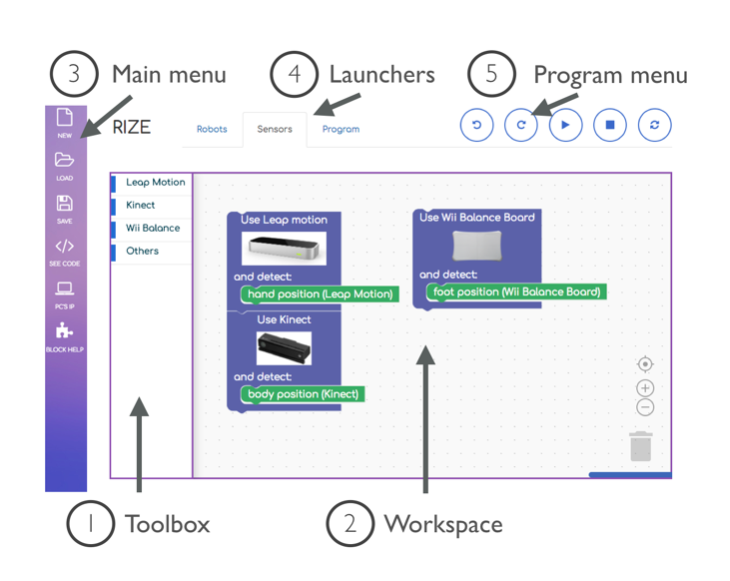 3 Main menu
4 Launchers
5 Program menu
NEW
LOAD
SAVE
</>
SEE CODE
PC'S IP
BLOCK HELP
RIZE
Robots
Sensors
Program
Leap Motion
Kinect
Wii Balance
Others
Use Leap motion
and detect:
hand position (Leap Motion)
Use Kinect
and detect:
body position (Kinect)
Use Wii Balance Board
and detect:
foot position (Wii Balance Board)
1 Toolbox
2 Workspace